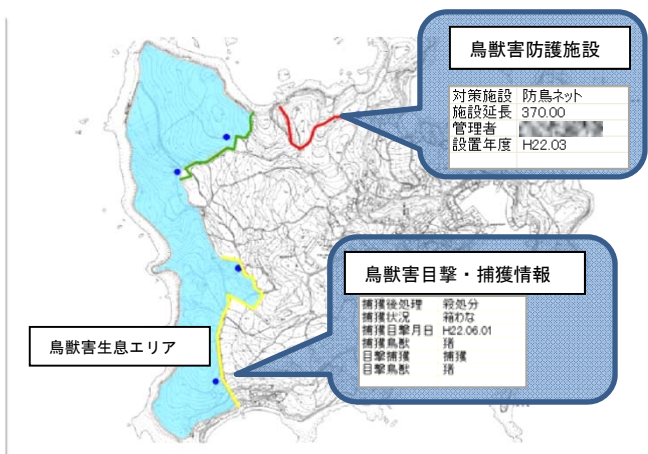 鳥獣害防護施設
対策施設 防鳥ネット
施設延長 370.00
管理者
設置年度 H22.03
鳥獣害目撃・捕獲情報
捕獲後処理 殺処分
捕獲状況 箱わな
捕獲目撃月日 H22.06.01
捕獲鳥獣 猪
目撃捕獲 捕獲
目撃鳥獣 猪
鳥獣害生息エリア